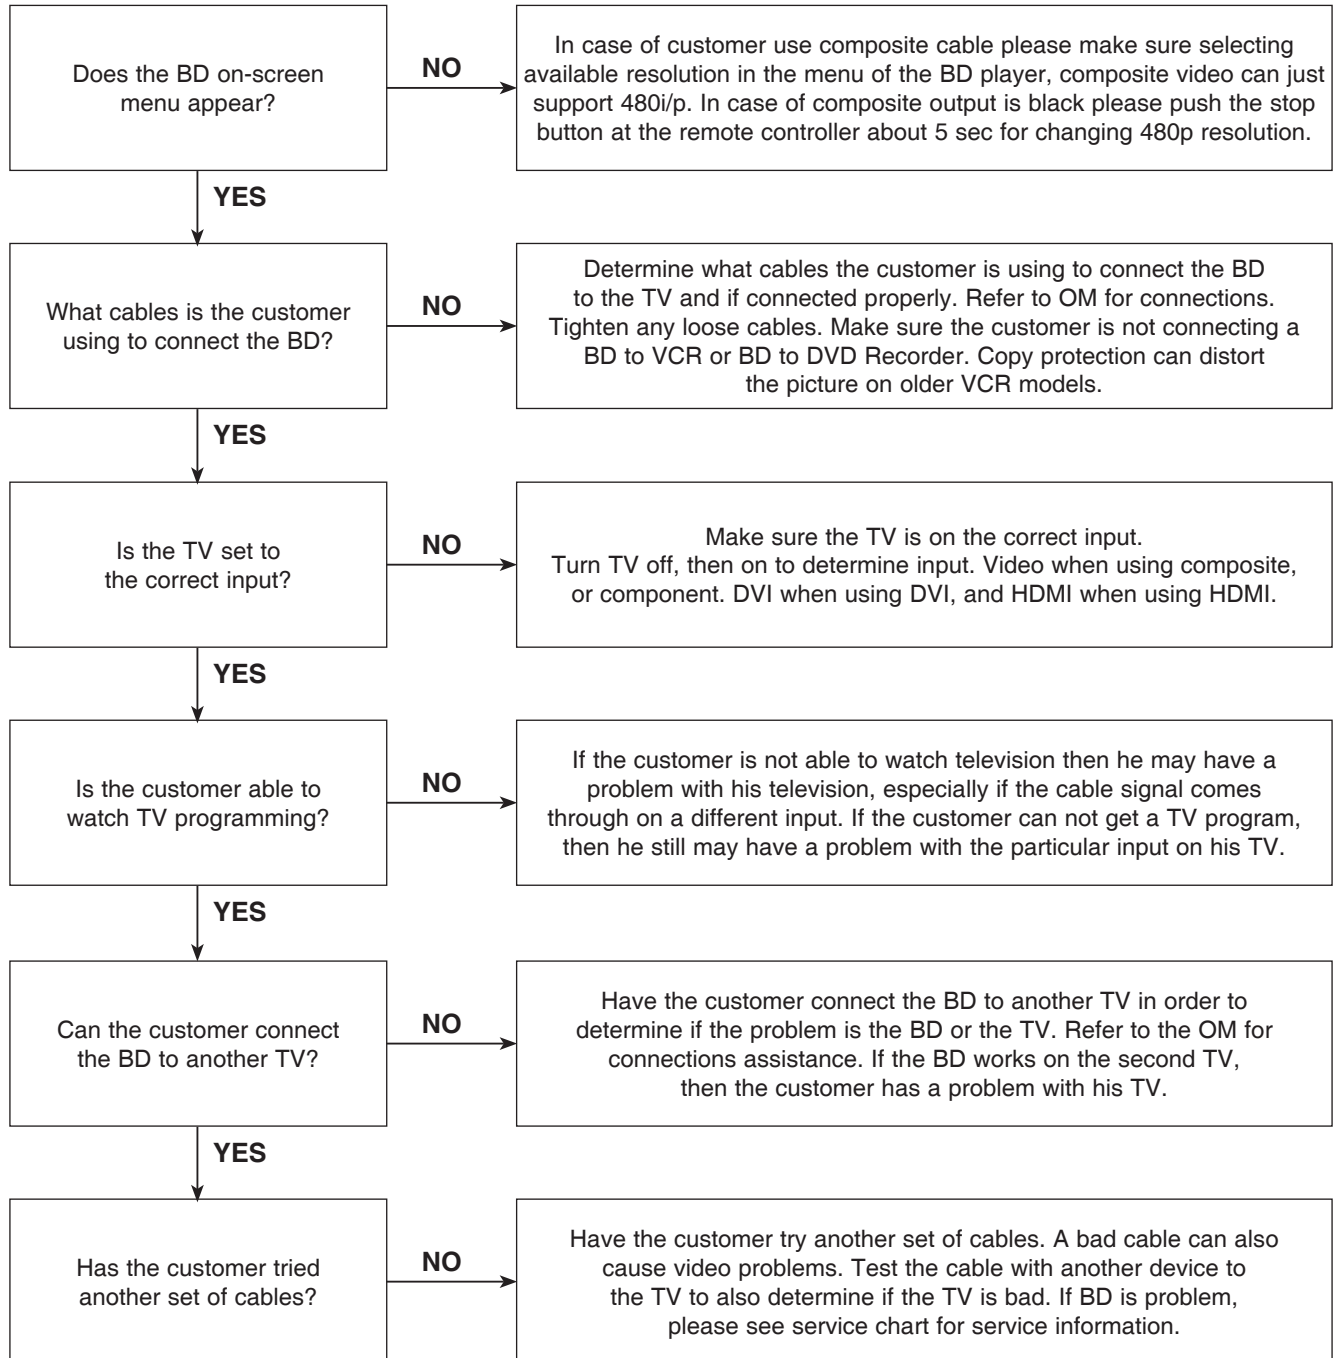 Does the BD on-screen
menu appear?
NO
In case of customer use composite cable please make sure selecting
available resolution in the menu of the BD player, composite video can just
support 480i/p. In case of composite output is black please push the stop
button at the remote controller about 5 sec for changing 480p resolution.
YES
What cables is the customer
using to connect the BD?
NO
Determine what cables the customer is using to connect the BD
to the TV and if connected properly. Refer to OM for connections.
Tighten any loose cables. Make sure the customer is not connecting a
BD to VCR or BD to DVD Recorder. Copy protection can distort
the picture on older VCR models.
YES
Is the TV set to
the correct input?
NO
Make sure the TV is on the correct input.
Turn TV off, then on to determine input. Video when using composite,
or component. DVI when using DVI, and HDMI when using HDMI.
YES
Is the customer able to
watch TV programming?
NO
If the customer is not able to watch television then he may have a
problem with his television, especially if the cable signal comes
through on a different input. If the customer can not get a TV program,
then he still may have a problem with the particular input on his TV.
YES
Can the customer connect
the BD to another TV?
NO
Have the customer connect the BD to another TV in order to
determine if the problem is the BD or the TV. Refer to the OM for
connections assistance. If the BD works on the second TV,
then the customer has a problem with his TV.
YES
Has the customer tried
another set of cables?
NO
Have the customer try another set of cables. A bad cable can also
cause video problems. Test the cable with another device to
the TV to also determine if the TV is bad. If BD is problem,
please see service chart for service information.